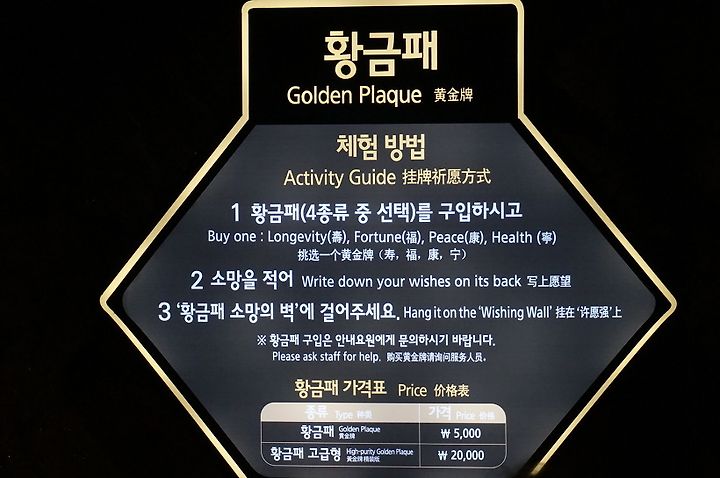 황금패
Golden Plaque 黄金牌
체험 방법
Activity Guide 挂牌祈愿方式
1 황금패(4종류 중 선택)를 구입하시고
Buy one : Longevity(壽), Fortune(福), Peace(康), Health (寧)
挑选一个黄金牌（寿，福，康，宁）
2 소망을 적어 Write down your wishes on its back 写上愿望
3 '황금패 소망의 벽'에 걸어주세요. Hang it on the 'Wishing Wall' 挂在 '许愿强'上
※ 황금패 구입은 안내요원에게 문의하시기 바랍니다.
Please ask staff for help. 购买黄金牌请询问服务人员。
황금패 가격표 Price 价格表
종류 Type 种类 가격 Price 价格
황금패 Golden Plaque 黄金牌 ₩ 5,000
황금패 고급형 High-purity Golden Plaque 黄金牌 精装版 ₩ 20,000